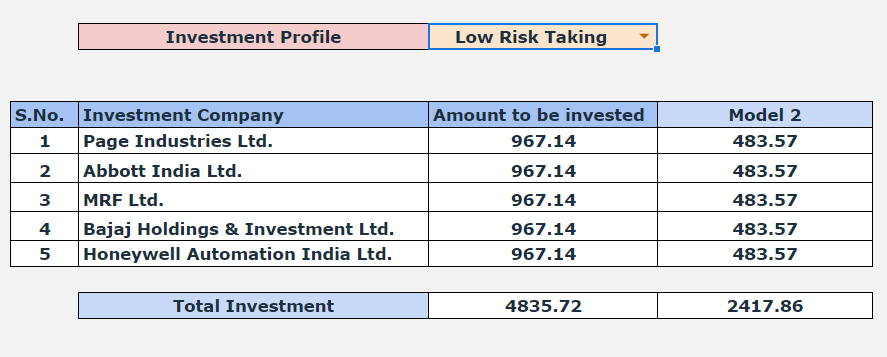 Investment Profile Low Risk Taking
S.No. Investment Company Amount to be invested Model 2
1 Page Industries Ltd. 967.14 483.57
2 Abbott India Ltd. 967.14 483.57
3 MRF Ltd. 967.14 483.57
4 Bajaj Holdings & Investment Ltd. 967.14 483.57
5 Honeywell Automation India Ltd. 967.14 483.57
Total Investment 4835.72 2417.86